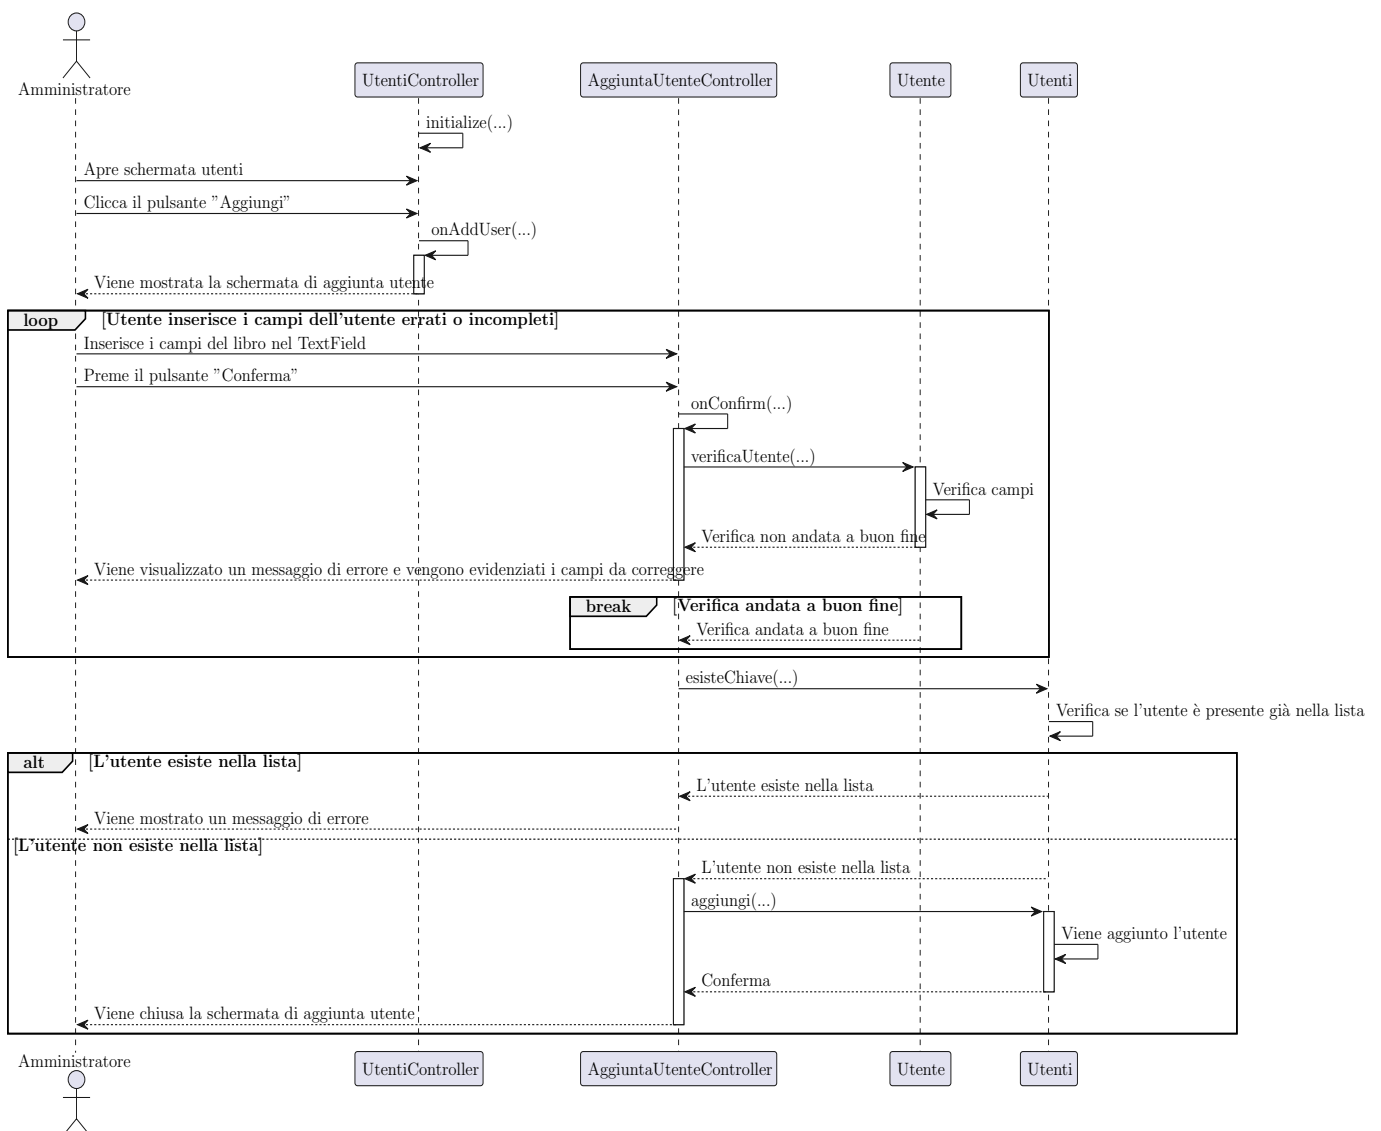 Amministratore
UtentiController
AggiuntaUtenteController
Utente
Utenti
initialize(...)
Apre schermata utenti
Clicca il pulsante ”Aggiungi”
onAddUser(...)
Viene mostrata la schermata di aggiunta utente
loop
[Utente inserisce i campi dell'utente errati o incompleti]
Inserisce i campi del libro nel TextField
Preme il pulsante ”Conferma”
onConfirm(...)
verificaUtente(...)
Verifica campi
Verifica non andata a buon fine
Viene visualizzato un messaggio di errore e vengono evidenziati i campi da correggere
break
[Verifica andata a buon fine]
Verifica andata a buon fine
esisteChiave(...)
Verifica se l'utente è presente già nella lista
alt
[L'utente esiste nella lista]
L'utente esiste nella lista
Viene mostrato un messaggio di errore
[L'utente non esiste nella lista]
L'utente non esiste nella lista
aggiungi(...)
Viene aggiunto l'utente
Conferma
Viene chiusa la schermata di aggiunta utente
Amministratore
UtentiController
AggiuntaUtenteController
Utente
Utenti